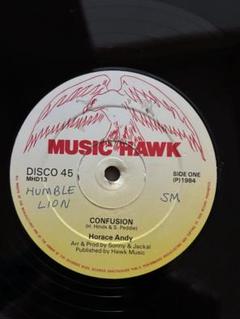 MUSIC HAWK
DISCO 45
MHD13
SIDE ONE
(P)1984
HUMBLE
LION
SM
CONFUSION
(H. Hinds & S. Peddie)
Horace Andy
Arr & Prod by Sonny & Jackal
Published by Hawk Music